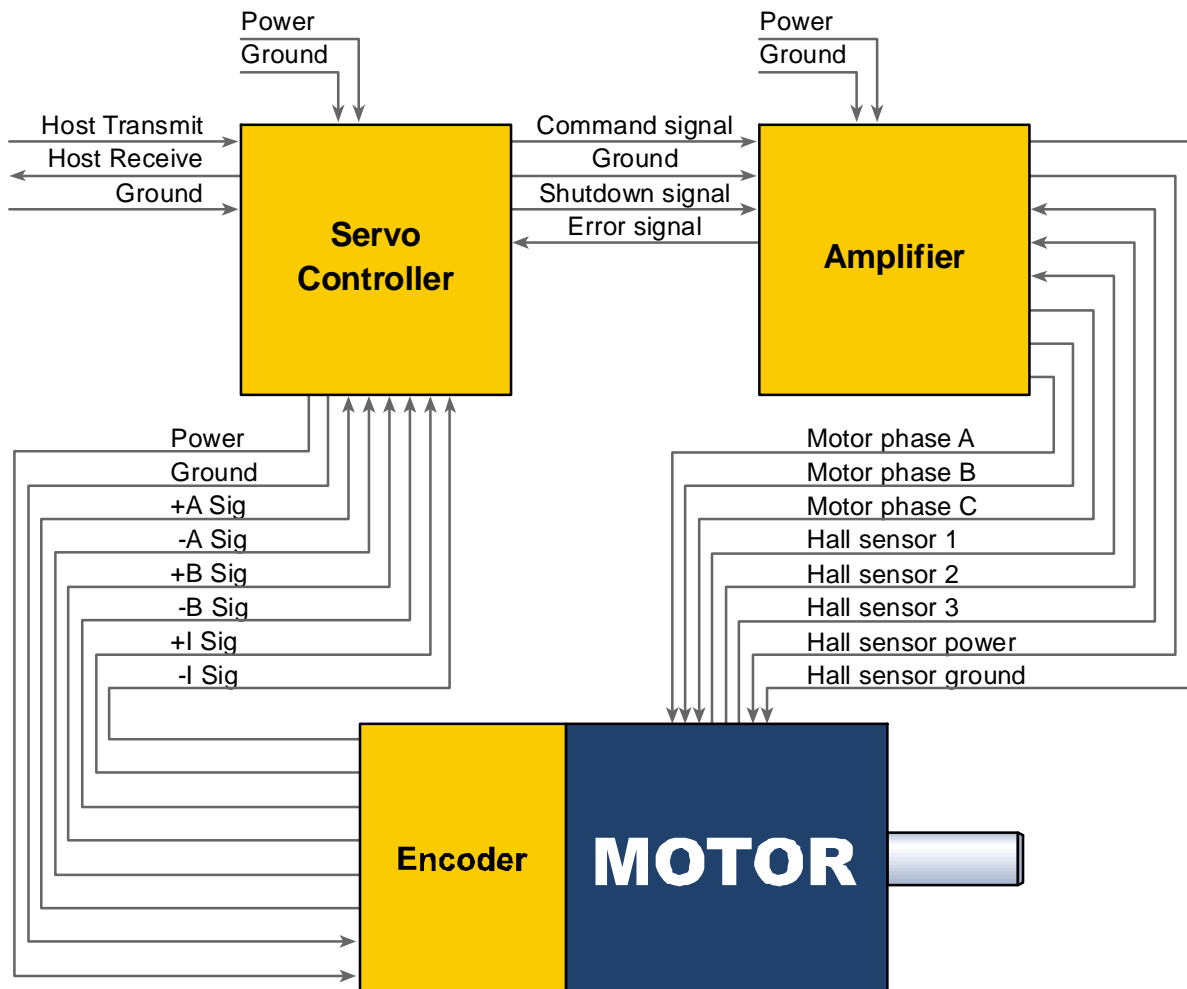 Power
Ground
Power
Ground
Host Transmit
Host Receive
Ground
Command signal
Ground
Shutdown signal
Error signal
Servo
Controller
Amplifier
Power
Ground
+A Sig
-A Sig
+B Sig
-B Sig
+I Sig
-I Sig
Motor phase A
Motor phase B
Motor phase C
Hall sensor 1
Hall sensor 2
Hall sensor 3
Hall sensor power
Hall sensor ground
Encoder
MOTOR